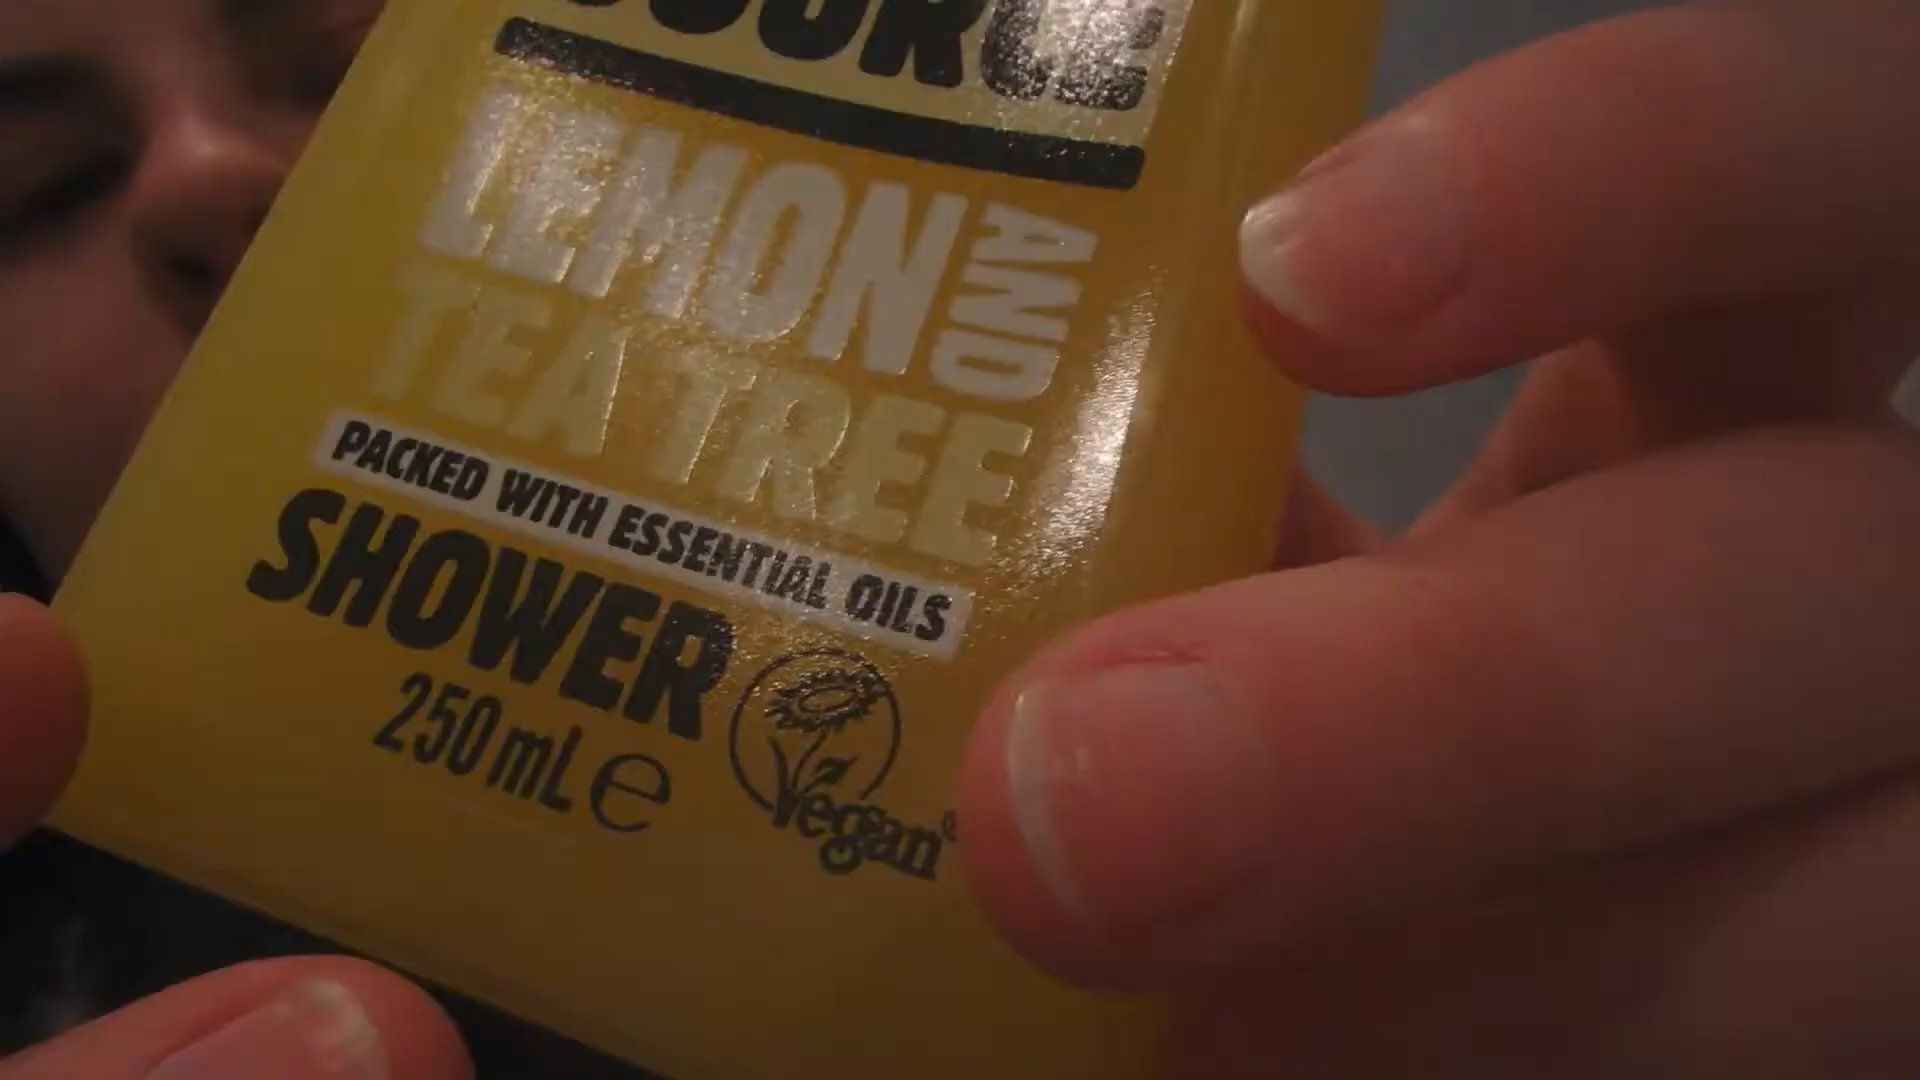 LEMON AND
TEA TREE
PACKED WITH ESSENTIAL OILS
SHOWER
250 mL e
Vegan